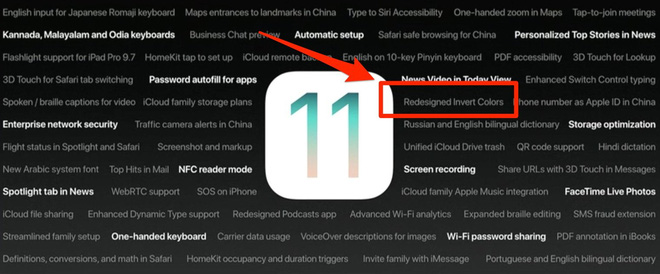 English input for Japanese Romaji keyboard Maps entrances to landmarks in China Type to Siri Accessibility One-handed zoom in Maps Tap-to-join meetings
Kannada, Malayalam and Odia keyboards Business Chat preview Automatic setup Safari safe browsing for China Personalized Top Stories in News
Flashlight support for iPad Pro 9.7 HomeKit tap to set up iCloud remote English on 10-key Pinyin keyboard PDF accessibility 3D Touch for Lookup
3D Touch for Safari tab switching Password autofill for apps News Video in Today View Enhanced Switch Control typing
Spoken / braille captions for video iCloud family storage plans Redesigned Invert Colors Phone number as Apple ID in China
Enterprise network security Traffic camera alerts in China Russian and English bilingual dictionary Storage optimization
Flight status in Spotlight and Safari Screenshot and markup 11 Unified iCloud Drive trash QR code support Hindi dictation
New Arabic system font Top Hits in Mail NFC reader mode Screen recording Share URLs with 3D Touch in Messages
Spotlight tab in News WebRTC support SOS on iPhone iCloud family Apple Music integration FaceTime Live Photos
iCloud file sharing Enhanced Dynamic Type support Redesigned Podcasts app Advanced Wi-Fi analytics Expanded braille editing SMS fraud extension
Streamlined family setup One-handed keyboard Carrier data usage VoiceOver descriptions for images Wi-Fi password sharing PDF annotation in iBooks
Definitions, conversions, and math in Safari HomeKit occupancy and duration triggers Invite family with iMessage Portuguese and English bilingual dictionary